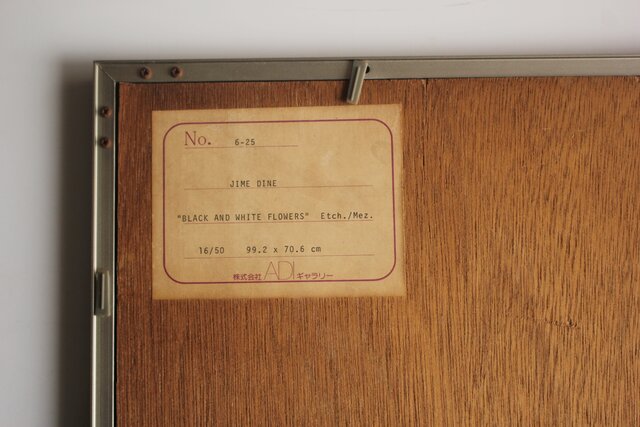 No. 6-25
JIME DINE
"BLACK AND WHITE FLOWERS" Etch./Mez.
16/50 99.2 x 70.6 cm
株式会社 ADI ギャラリー